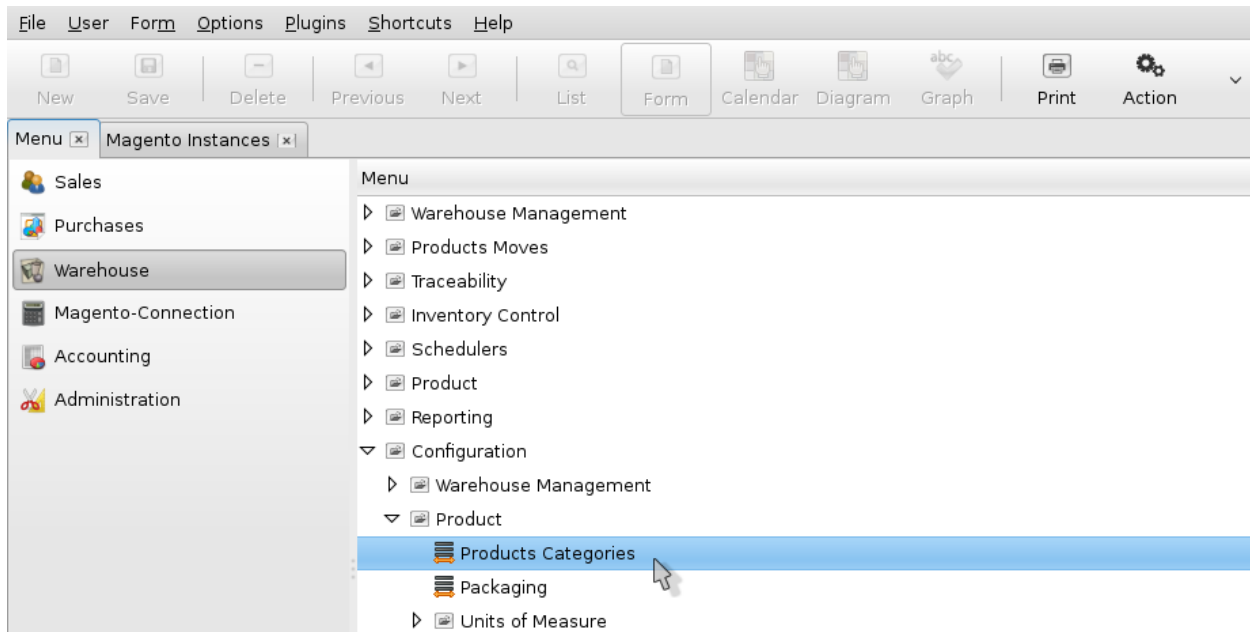 File User Form Options Plugins Shortcuts Help
New Save Delete Previous Next List Form Calendar Diagram abc Graph Print Action
Menu Magento Instances
Sales
Purchases
Warehouse
Magento-Connection
Accounting
Administration
Menu
Warehouse Management
Products Moves
Traceability
Inventory Control
Schedulers
Product
Reporting
Configuration
Warehouse Management
Product
Products Categories
Packaging
Units of Measure